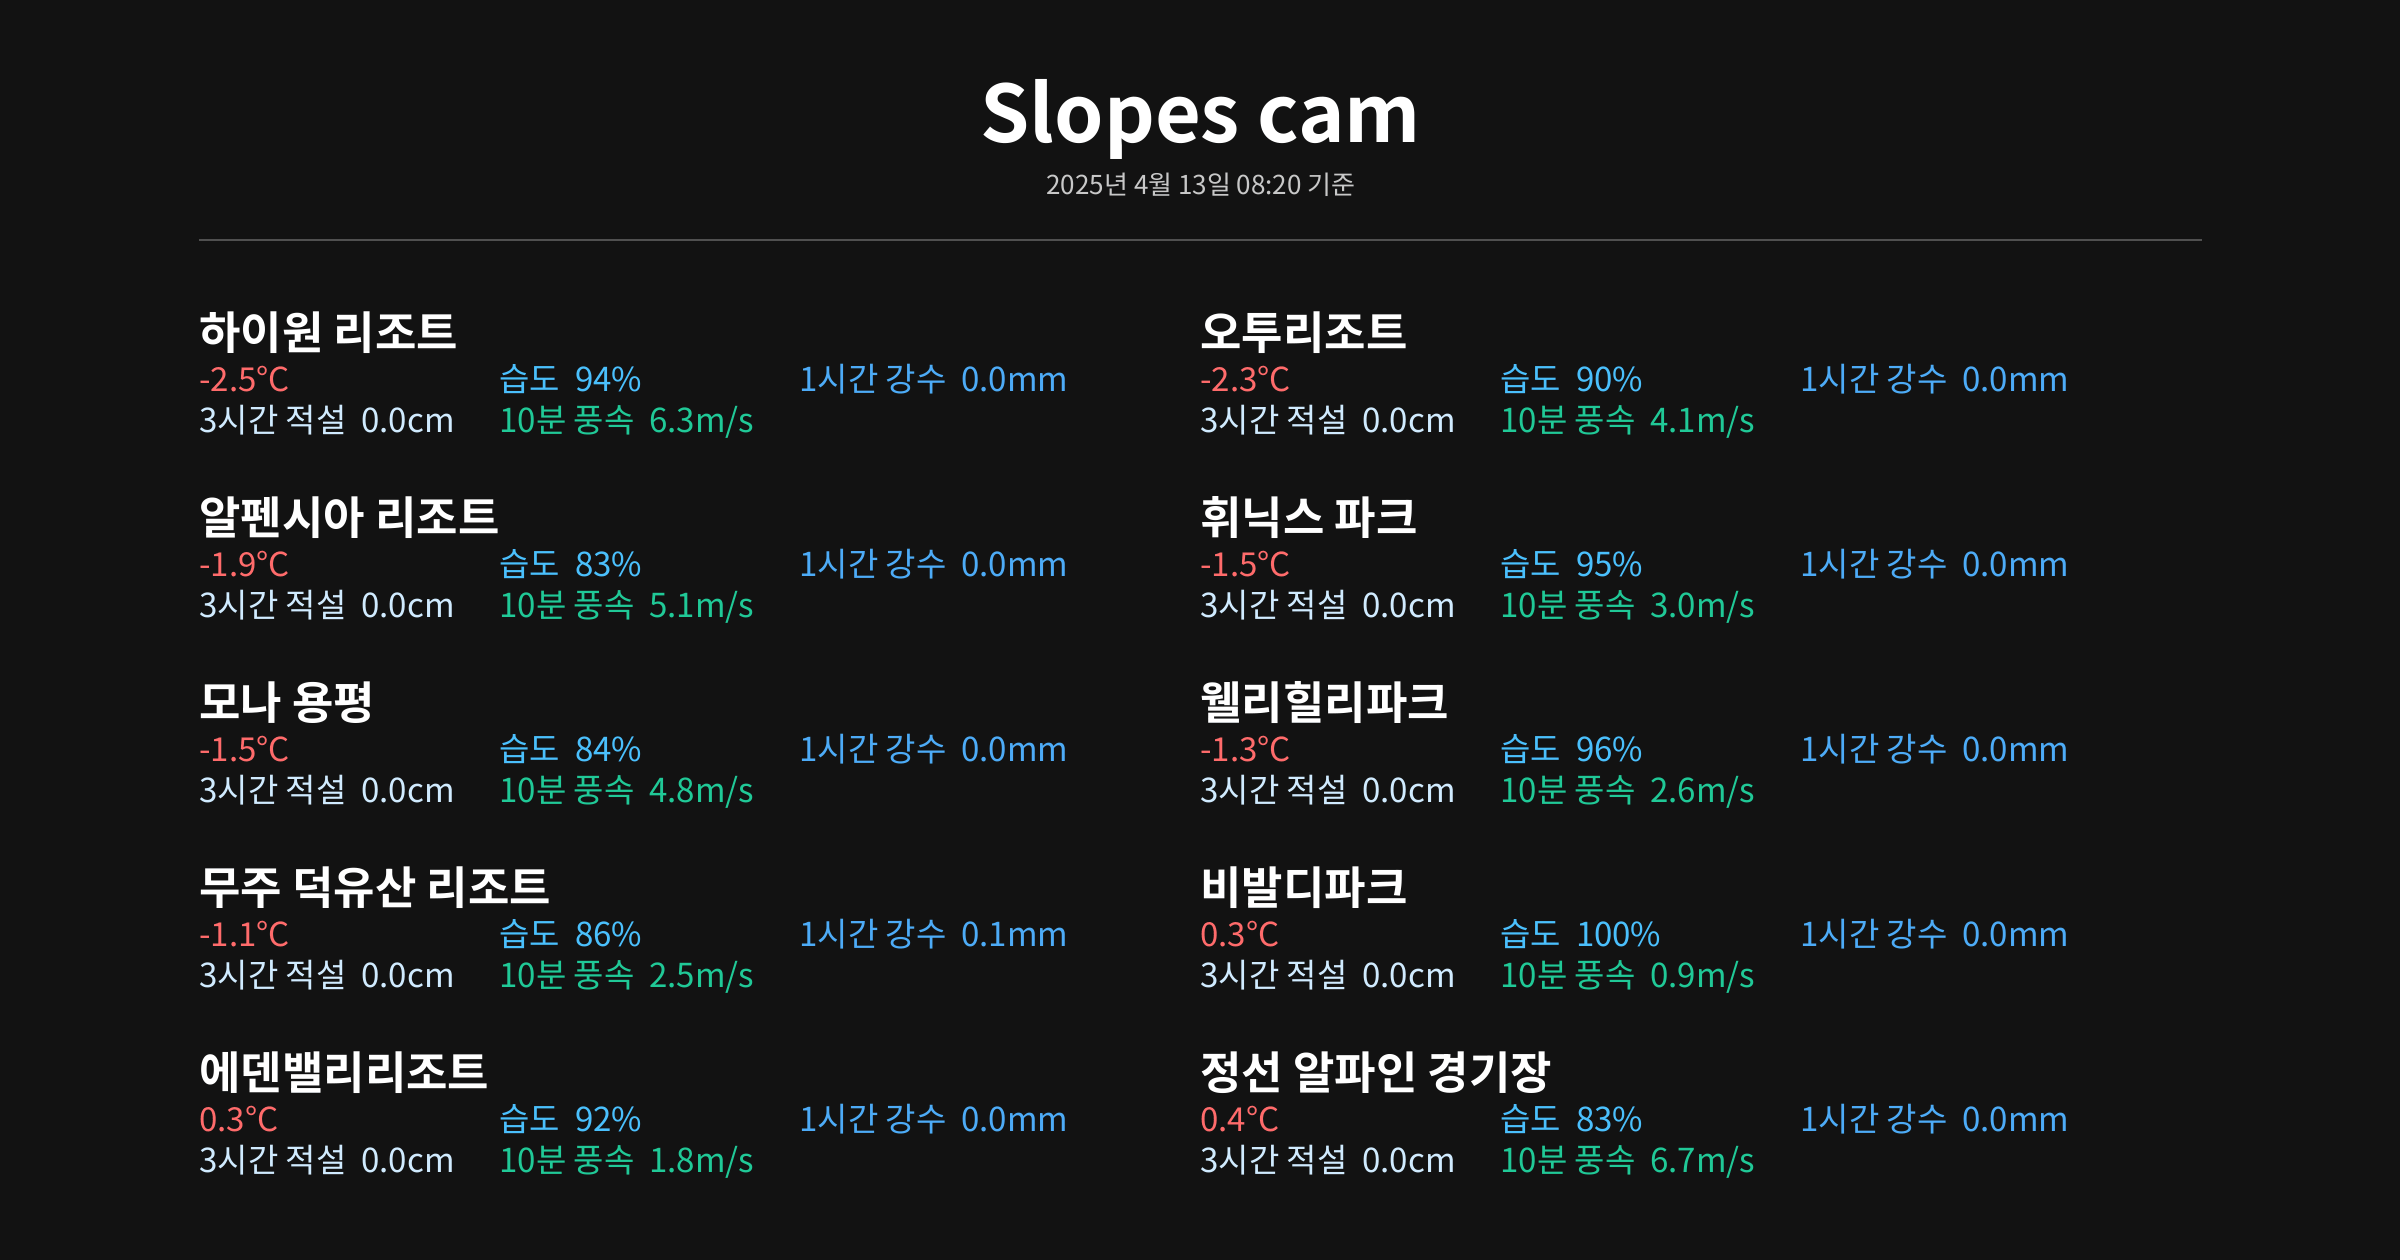 Slopes cam
2025년 4월 13일 08:20 기준
하이원 리조트
-2.5°C 습도 94% 1시간 강수 0.0mm
3시간 적설 0.0cm 10분 풍속 6.3m/s
오투리조트
-2.3°C 습도 90% 1시간 강수 0.0mm
3시간 적설 0.0cm 10분 풍속 4.1m/s
알펜시아 리조트
-1.9°C 습도 83% 1시간 강수 0.0mm
3시간 적설 0.0cm 10분 풍속 5.1m/s
휘닉스 파크
-1.5°C 습도 95% 1시간 강수 0.0mm
3시간 적설 0.0cm 10분 풍속 3.0m/s
모나 용평
-1.5°C 습도 84% 1시간 강수 0.0mm
3시간 적설 0.0cm 10분 풍속 4.8m/s
웰리힐리파크
-1.3°C 습도 96% 1시간 강수 0.0mm
3시간 적설 0.0cm 10분 풍속 2.6m/s
무주 덕유산 리조트
-1.1°C 습도 86% 1시간 강수 0.1mm
3시간 적설 0.0cm 10분 풍속 2.5m/s
비발디파크
0.3°C 습도 100% 1시간 강수 0.0mm
3시간 적설 0.0cm 10분 풍속 0.9m/s
에덴밸리리조트
0.3°C 습도 92% 1시간 강수 0.0mm
3시간 적설 0.0cm 10분 풍속 1.8m/s
정선 알파인 경기장
0.4°C 습도 83% 1시간 강수 0.0mm
3시간 적설 0.0cm 10분 풍속 6.7m/s